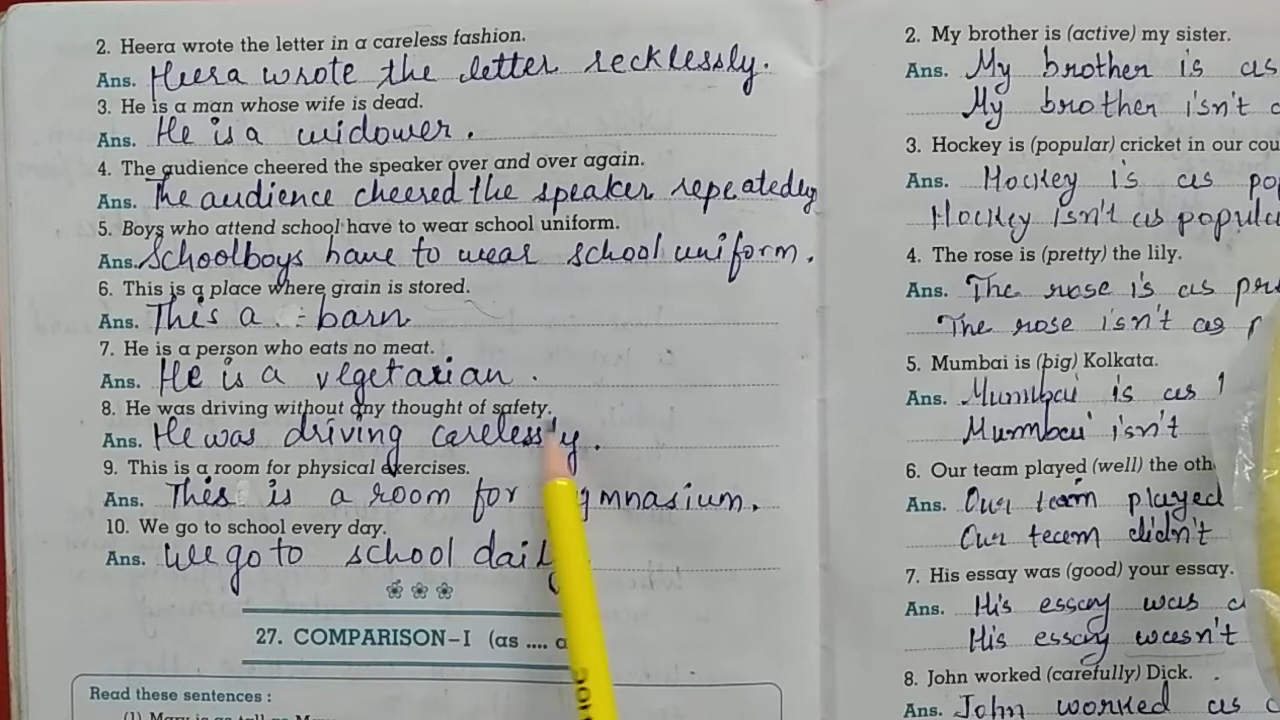 2. Heera wrote the letter in a careless fashion.
Ans. Heera wrote the letter recklessly.
3. He is a man whose wife is dead.
Ans. He is a widower.
4. The audience cheered the speaker over and over again.
Ans. The audience cheered the speaker repeatedly
5. Boys who attend school have to wear school uniform.
Ans. Schoolboys have to wear school uniform.
6. This is a place where grain is stored.
Ans. This a barn
7. He is a person who eats no meat.
Ans. He is a vegetarian.
8. He was driving without any thought of safety.
Ans. He was driving carelessly.
9. This is a room for physical exercises.
Ans. This is a room for gymnasium.
10. We go to school every day.
Ans. We go to school daily
27. COMPARISON–I (as ....
Read these sentences :
2. My brother is (active) my sister.
Ans. My brother is as
My brother isn't
3. Hockey is (popular) cricket in our
Ans. Hockey is as
Hockey isn't as
4. The rose is (pretty) the lily.
Ans. The rose is as
The rose isn't as
5. Mumbai is (big) Kolkata.
Ans. Mumbai is as
Mumbai isn't
6. Our team played (well) the
Ans. Our team played
Our team didn't
7. His essay was (good) your essay.
Ans. His essay was
His essay wasn't
8. John worked (carefully) Dick.
Ans. John worked as